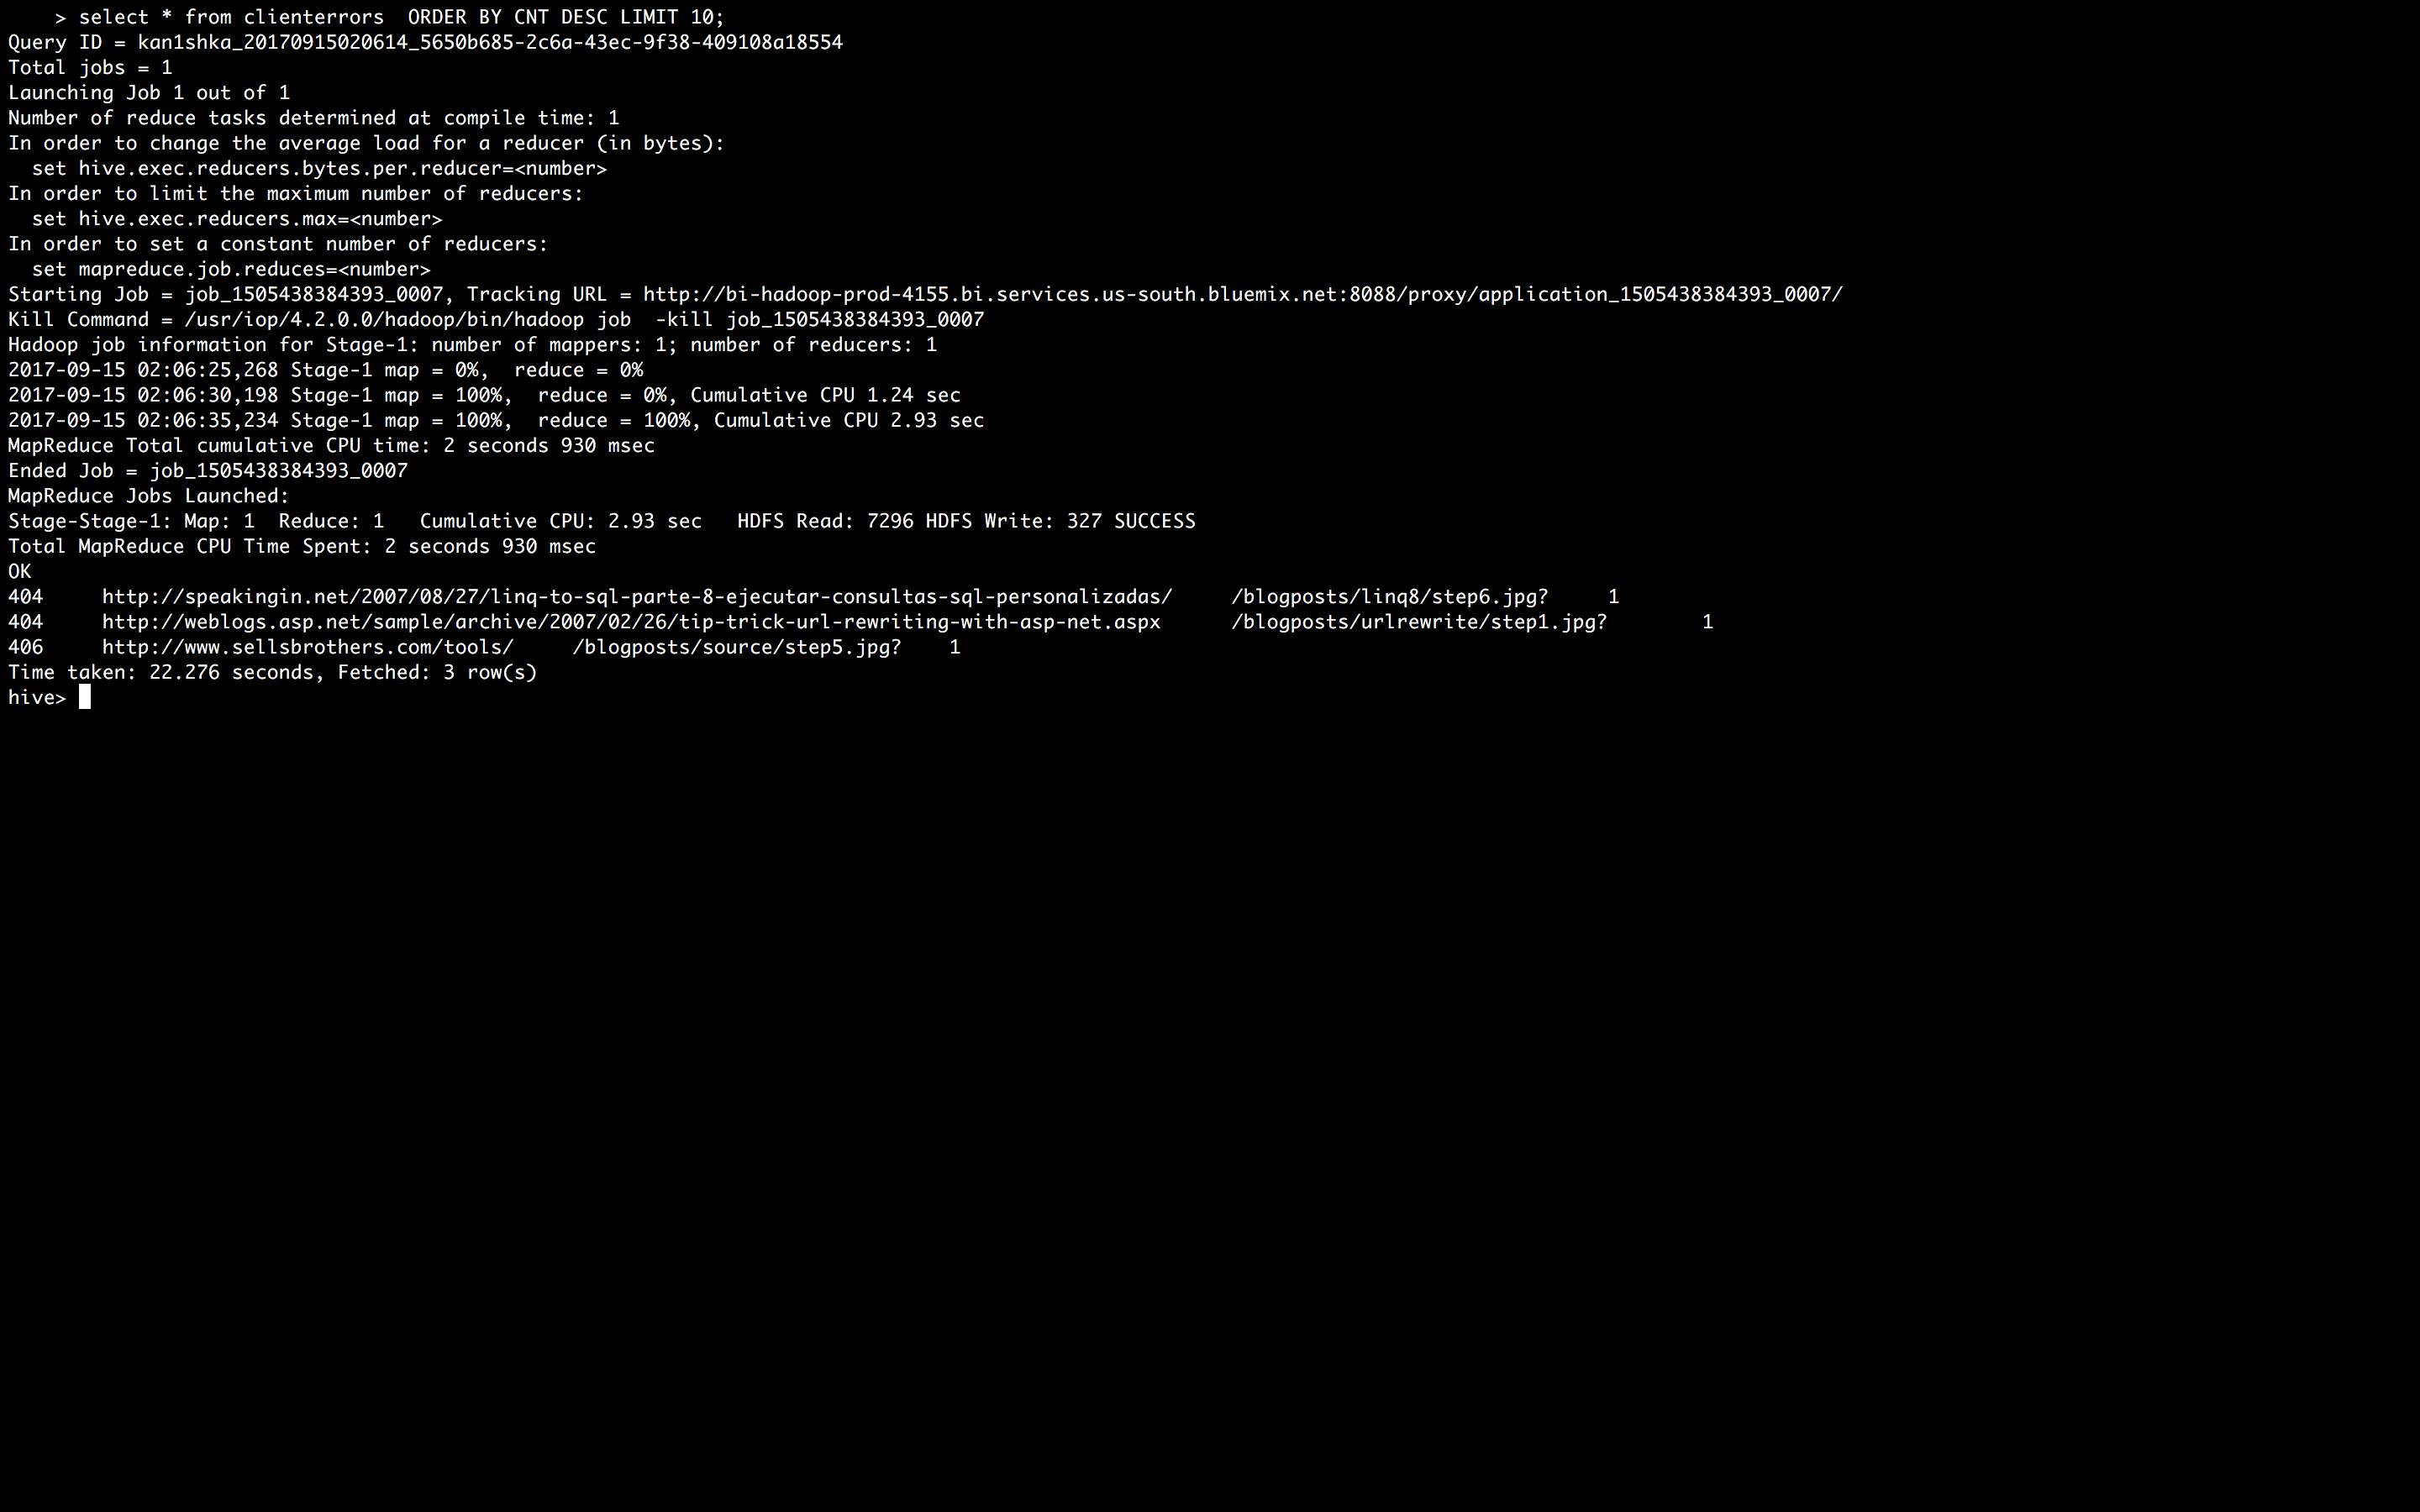 > select * from clienterrors  ORDER BY CNT DESC LIMIT 10;
Query ID = kan1shka_20170915020614_5650b685-2c6a-43ec-9f38-409108a18554
Total jobs = 1
Launching Job 1 out of 1
Number of reduce tasks determined at compile time: 1
In order to change the average load for a reducer (in bytes):
  set hive.exec.reducers.bytes.per.reducer=<number>
In order to limit the maximum number of reducers:
  set hive.exec.reducers.max=<number>
In order to set a constant number of reducers:
  set mapreduce.job.reduces=<number>
Starting Job = job_1505438384393_0007, Tracking URL = http://bi-hadoop-prod-4155.bi.services.us-south.bluemix.net:8088/proxy/application_1505438384393_0007/
Kill Command = /usr/iop/4.2.0.0/hadoop/bin/hadoop job  -kill job_1505438384393_0007
Hadoop job information for Stage-1: number of mappers: 1; number of reducers: 1
2017-09-15 02:06:25,268 Stage-1 map = 0%,  reduce = 0%
2017-09-15 02:06:30,198 Stage-1 map = 100%,  reduce = 0%, Cumulative CPU 1.24 sec
2017-09-15 02:06:35,234 Stage-1 map = 100%,  reduce = 100%, Cumulative CPU 2.93 sec
MapReduce Total cumulative CPU time: 2 seconds 930 msec
Ended Job = job_1505438384393_0007
MapReduce Jobs Launched:
Stage-Stage-1: Map: 1  Reduce: 1   Cumulative CPU: 2.93 sec   HDFS Read: 7296 HDFS Write: 327 SUCCESS
Total MapReduce CPU Time Spent: 2 seconds 930 msec
OK
404     http://speakingin.net/2007/08/27/linq-to-sql-parte-8-ejecutar-consultas-sql-personalizadas/     /blogposts/linq8/step6.jpg?     1
404     http://weblogs.asp.net/sample/archive/2007/02/26/tip-trick-url-rewriting-with-asp-net.aspx      /blogposts/urlrewrite/step1.jpg?        1
406     http://www.sellsbrothers.com/tools/     /blogposts/source/step5.jpg?    1
Time taken: 22.276 seconds, Fetched: 3 row(s)
hive>